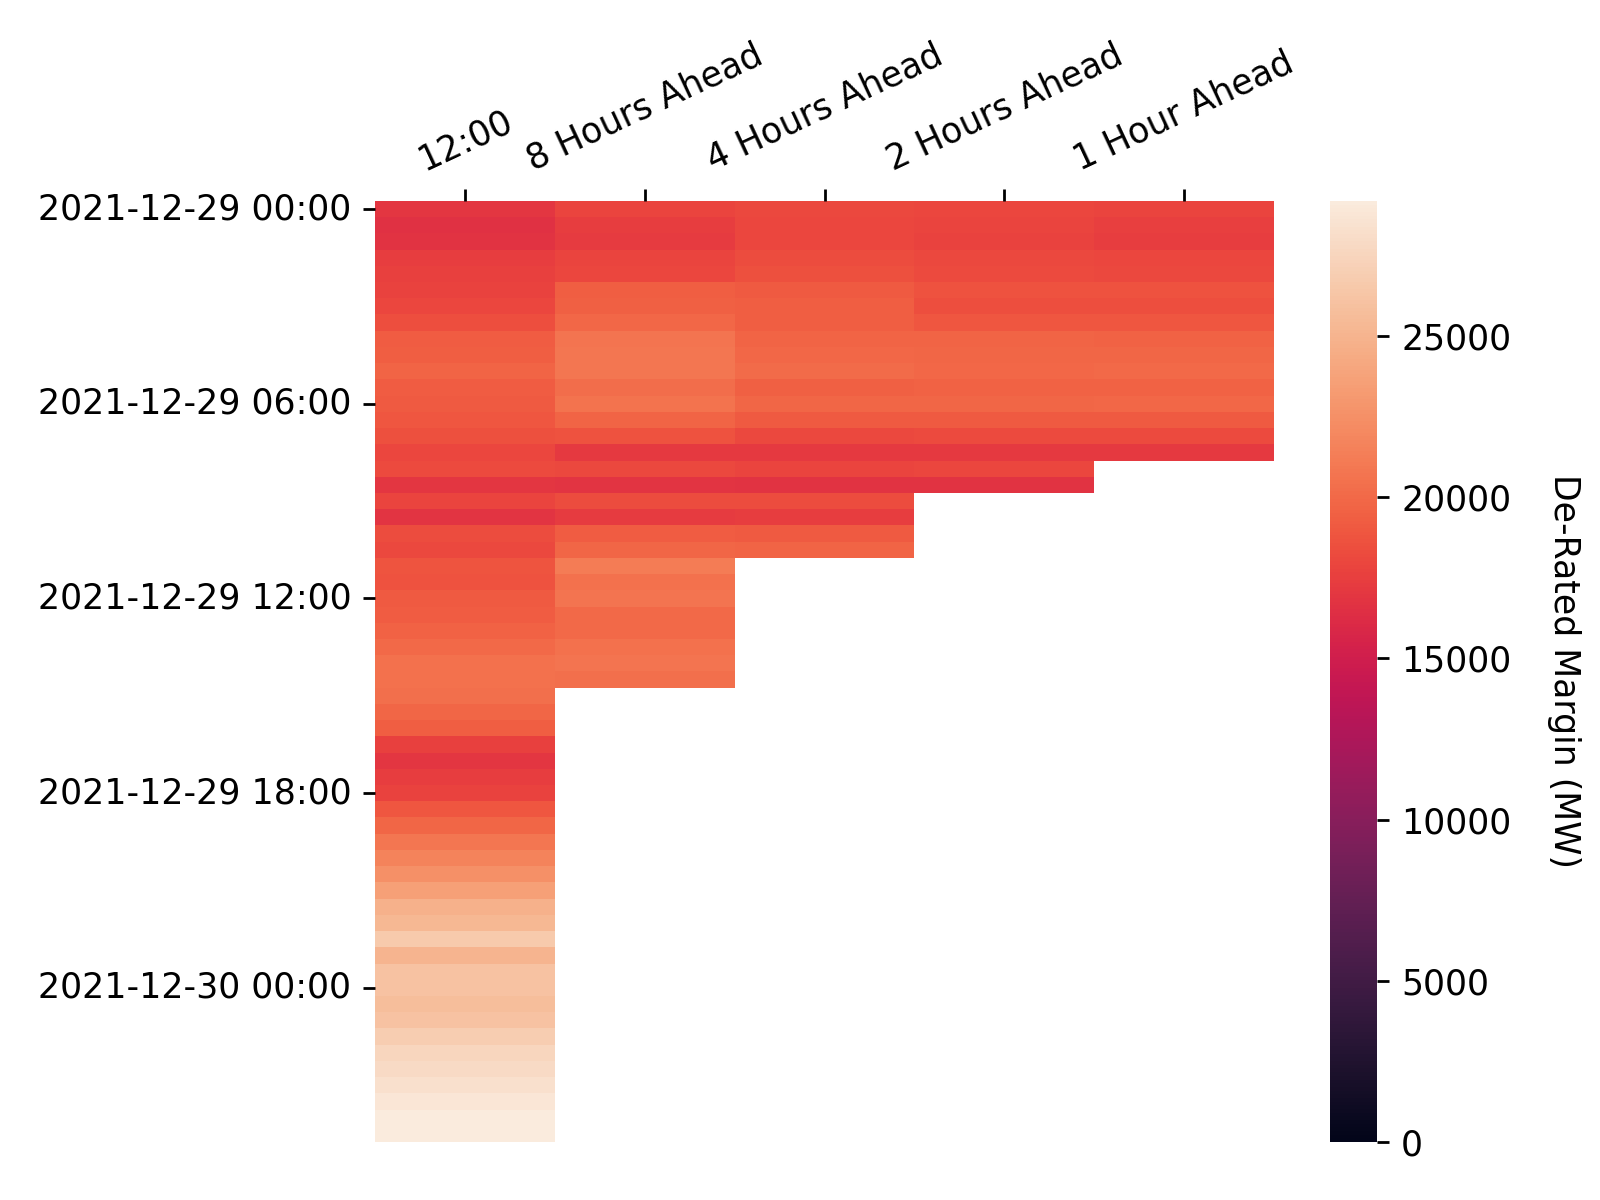 12:00
8 Hours Ahead
4 Hours Ahead
2 Hours Ahead
1 Hour Ahead
2021-12-29 00:00
2021-12-29 06:00
2021-12-29 12:00
2021-12-29 18:00
2021-12-30 00:00
25000
20000
15000
10000
5000
0
De-Rated Margin (MW)